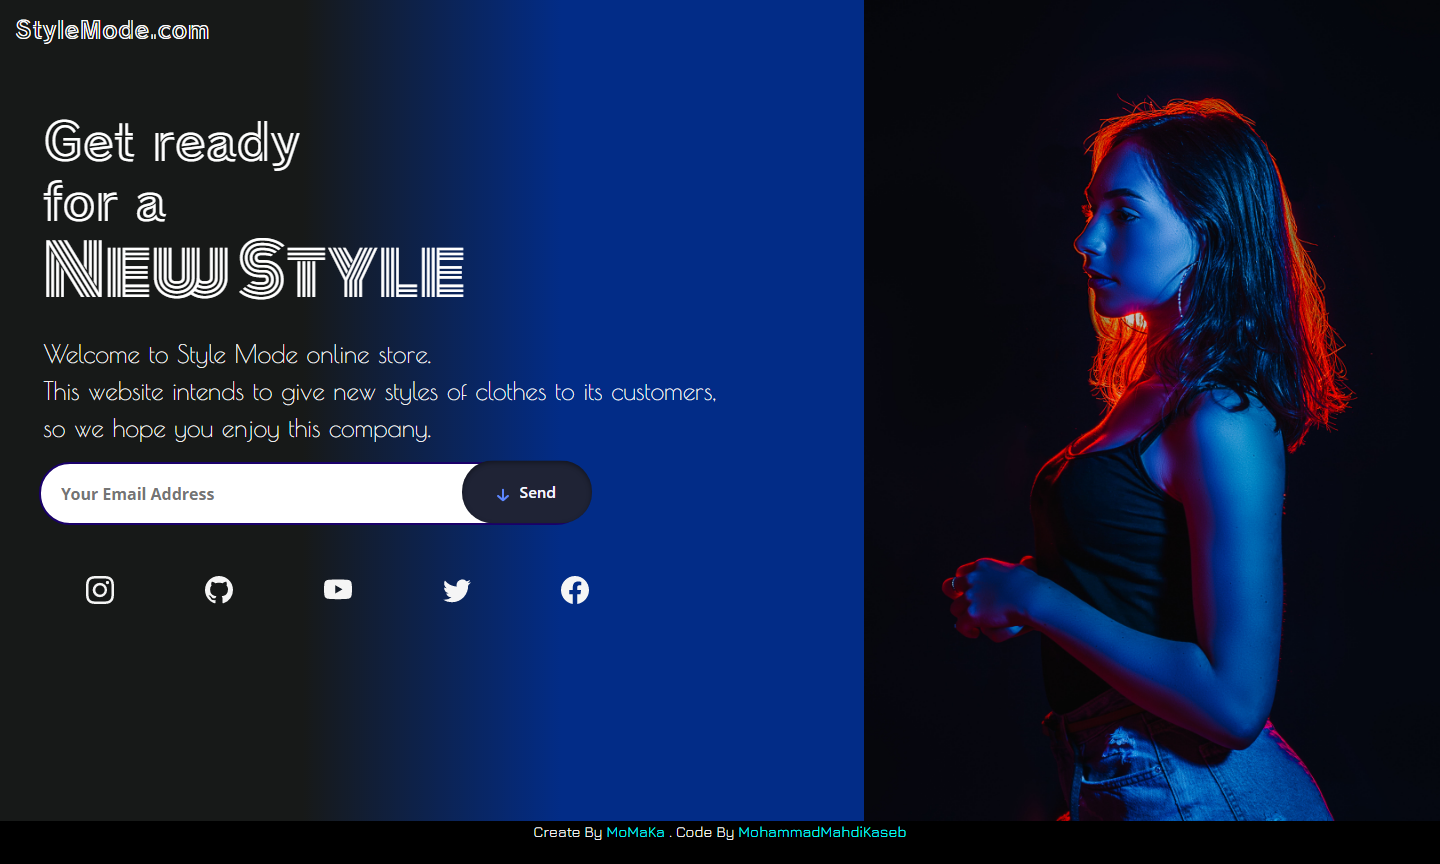 StyleMode.com
Get ready
for a
New Style
Welcome to Style Mode online store.
This website intends to give new styles of clothes to its customers,
so we hope you enjoy this company.
Your Email Address
Send
Create By MoMaKa . Code By MohammadMahdiKaseb